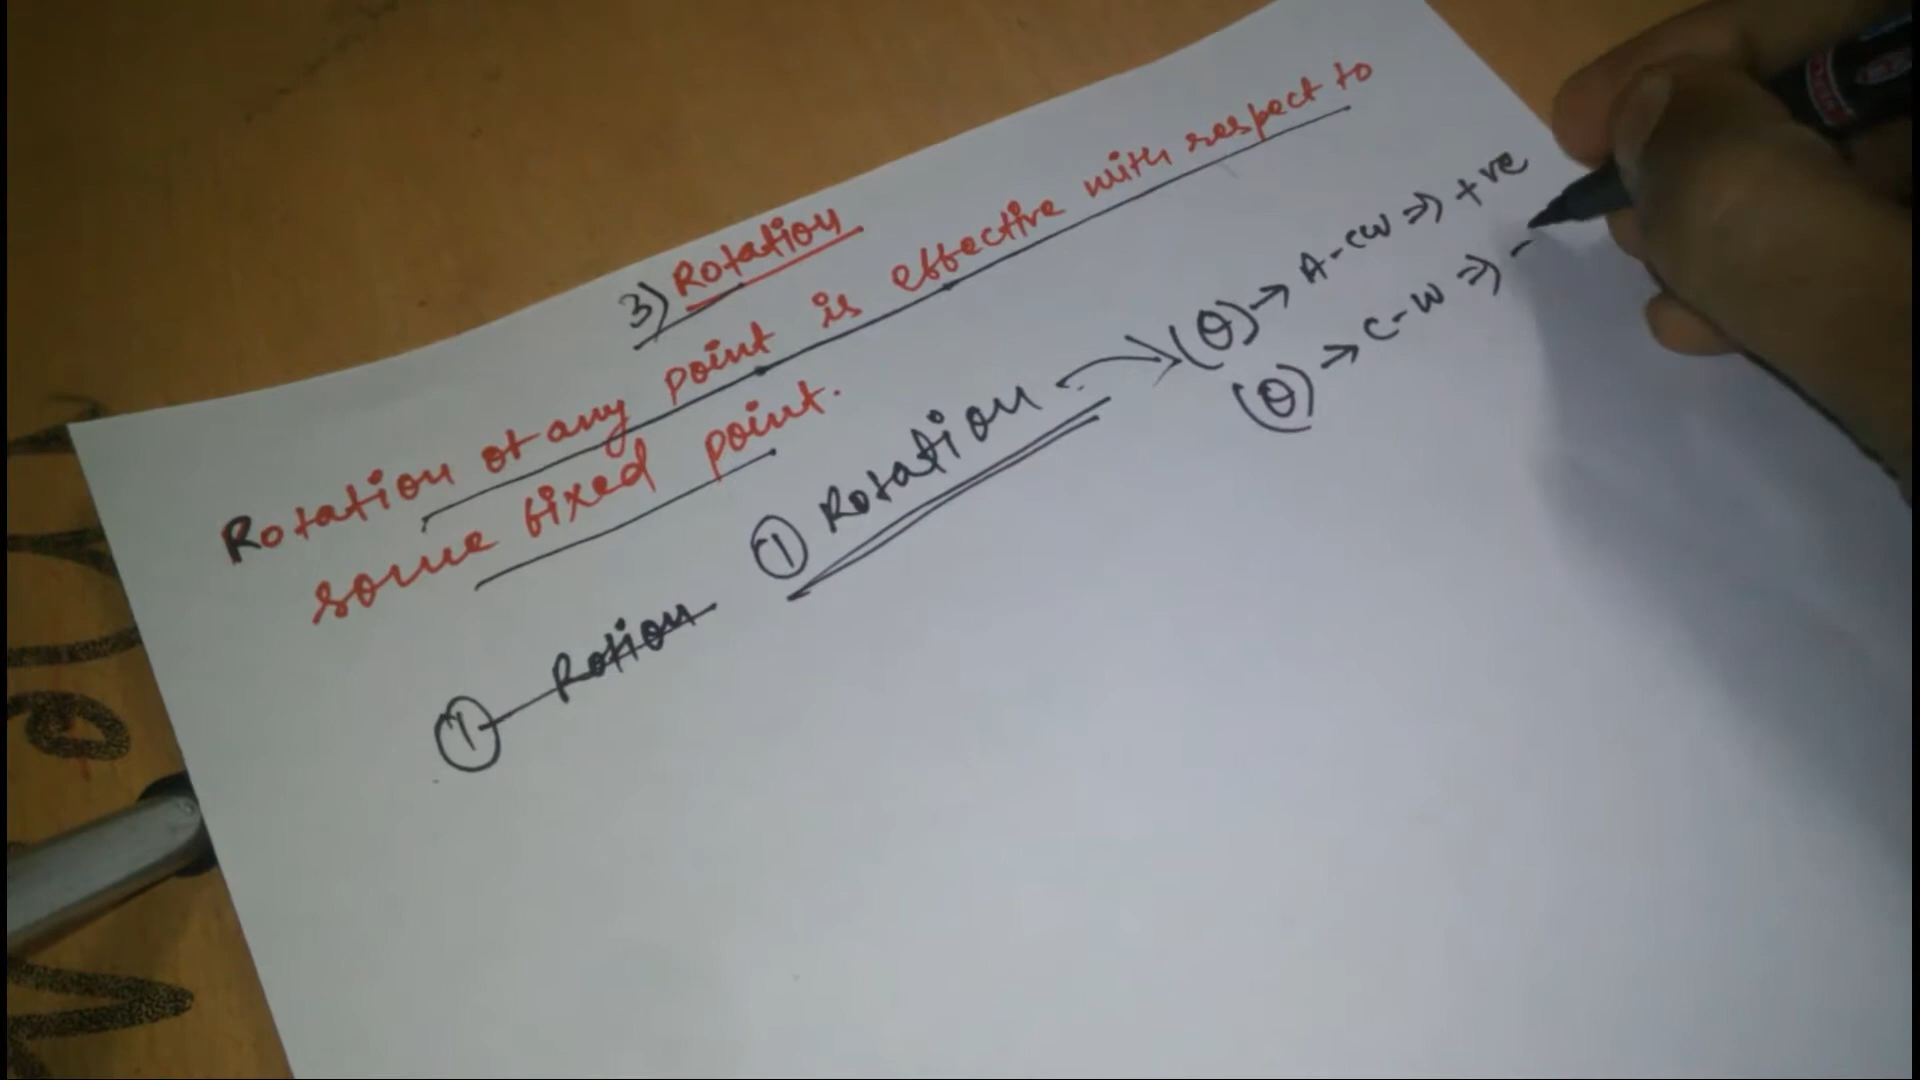 3) Rotation
Rotation of any point is effective with respect to
some fixed point.
① Rotation → (θ) → A-CW ⇒ +ve
(θ) → C-W ⇒ -
① Rotion